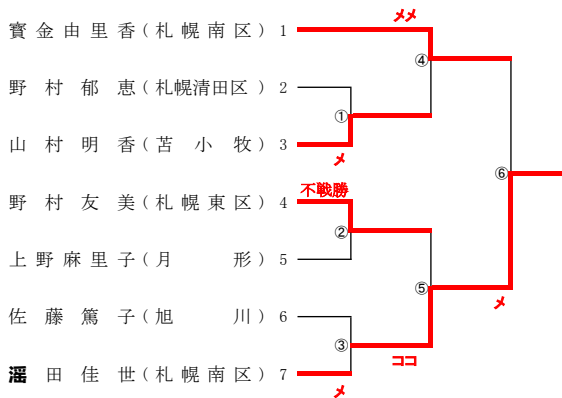 寳金由里香(札幌南区) 1
メメ
④
野村郁恵(札幌清田区) 2
①
山村明香(苫小牧) 3
メ
⑥
不戦勝
野村友美(札幌東区) 4
②
上野麻里子(月形) 5
⑤
メ
佐藤篤子(旭川) 6
③
ココ
滛田佳世(札幌南区) 7
メ